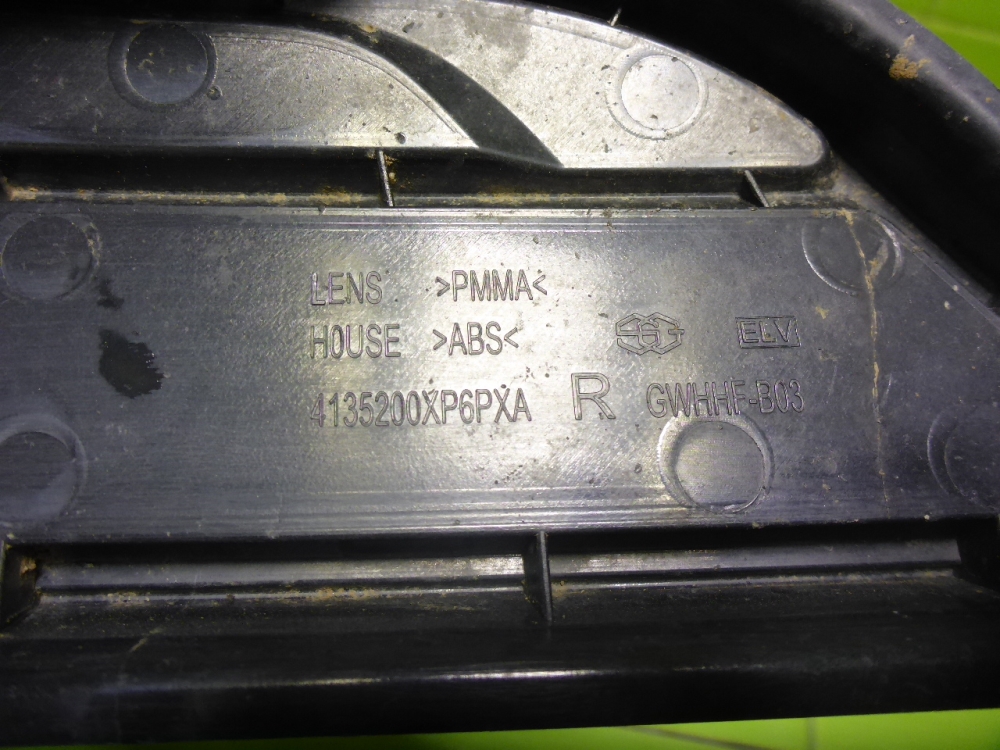 LENS >PMMA<
HOUSE >ABS<
ELV
4135200XP6PXA R GWHHF-B03